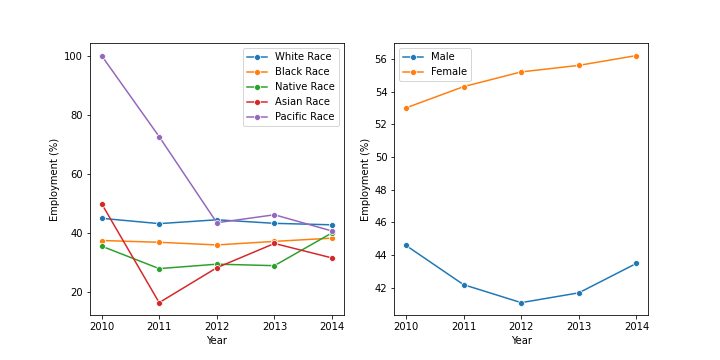 White Race
Black Race
Native Race
Asian Race
Pacific Race
Employment (%)
100
80
60
40
20
2010 2011 2012 2013 2014
Year
Male
Female
Employment (%)
56
54
52
50
48
46
44
42
2010 2011 2012 2013 2014
Year